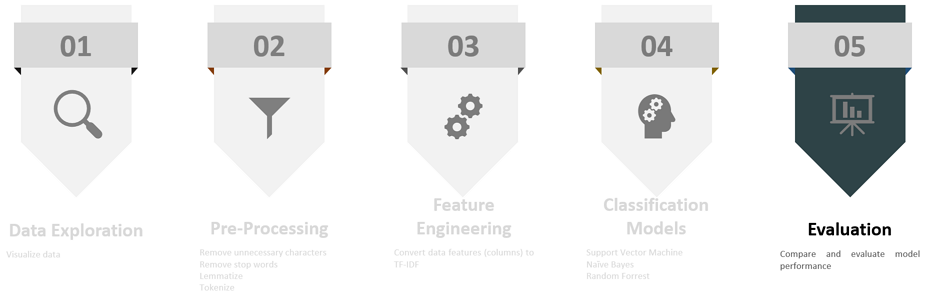 01
02
03
04
05
Data Exploration
Visualize data
Pre-Processing
Remove unnecessary characters
Remove stop words
Lemmatize
Tokenize
Feature
Engineering
Convert data features (columns) to
TF-IDF
Classification
Models
Support Vector Machine
Naïve Bayes
Random Forrest
Evaluation
Compare and evaluate model
performance